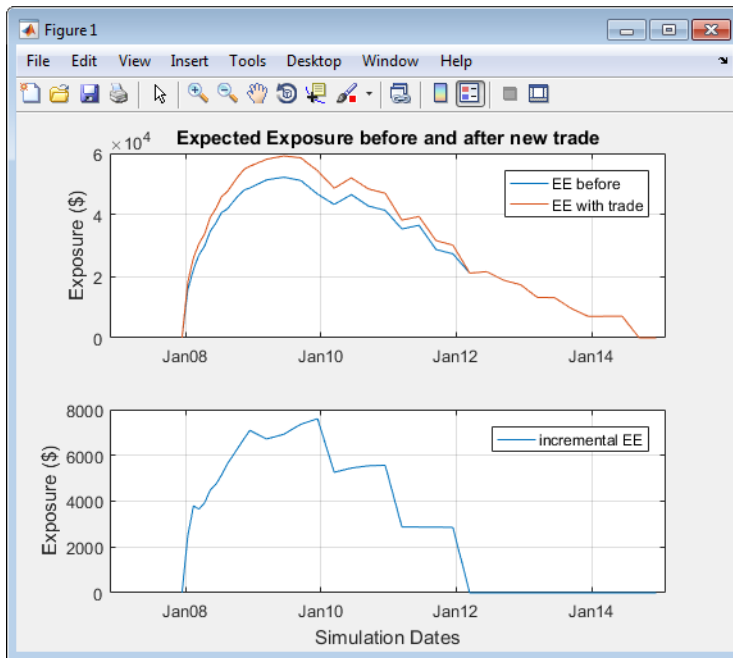 Figure 1
File Edit View Insert Tools Desktop Window Help
Expected Exposure before and after new trade
×10^4
6
4
2
0
Exposure ($)
EE before
EE with trade
Jan08 Jan10 Jan12 Jan14
8000
6000
4000
2000
0
Exposure ($)
incremental EE
Jan08 Jan10 Jan12 Jan14
Simulation Dates